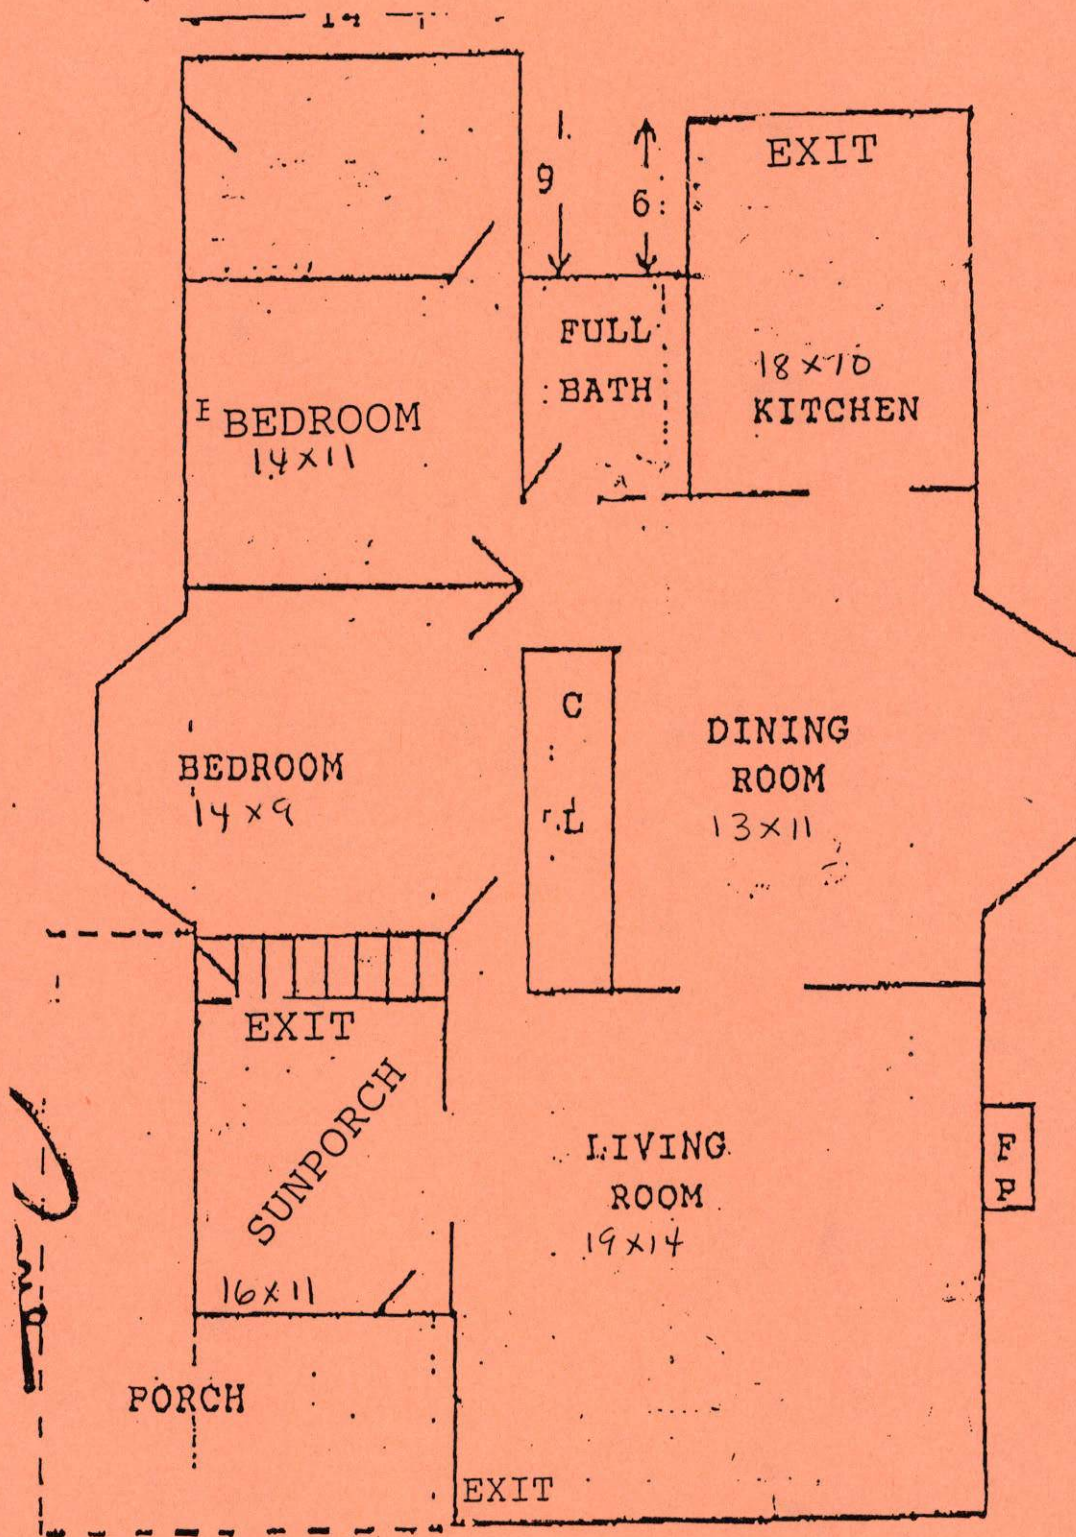 14
EXIT
9
6
FULL
BATH
18 x 10
KITCHEN
BEDROOM
14 x 11
C
L
DINING
ROOM
13 x 11
BEDROOM
14 x 9
EXIT
SUNPORCH
16 x 11
LIVING
ROOM
19 x 14
F
P
PORCH
EXIT